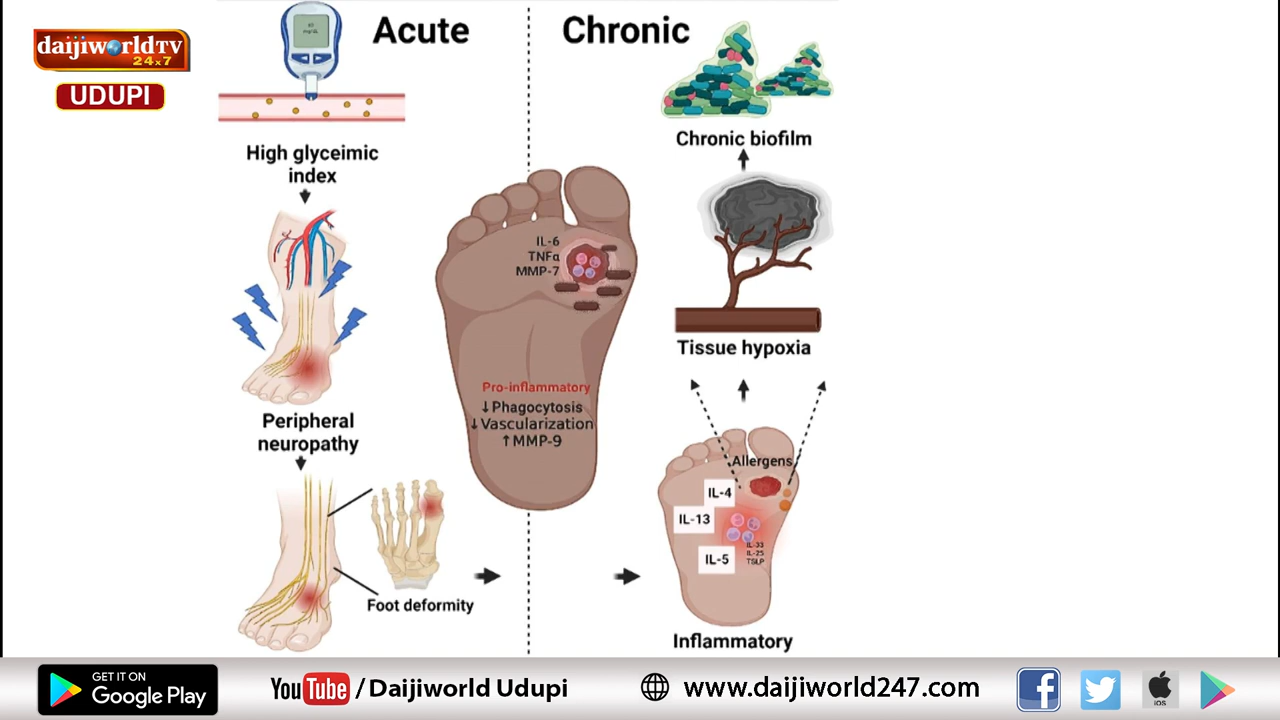 daijiworldTV
24x7
UDUPI
Acute
Chronic
High glyceimic
index
Peripheral
neuropathy
Foot deformity
IL-6
TNFα
MMP-7
Pro-inflammatory
↓Phagocytosis
↓Vascularization
↑MMP-9
Chronic biofilm
Tissue hypoxia
Allergens
IL-4
IL-13
IL-5
IL-33
IL-25
TSLP
Inflammatory
GET IT ON
Google Play
YouTube /Daijiworld Udupi
www.daijiworld247.com
iOS